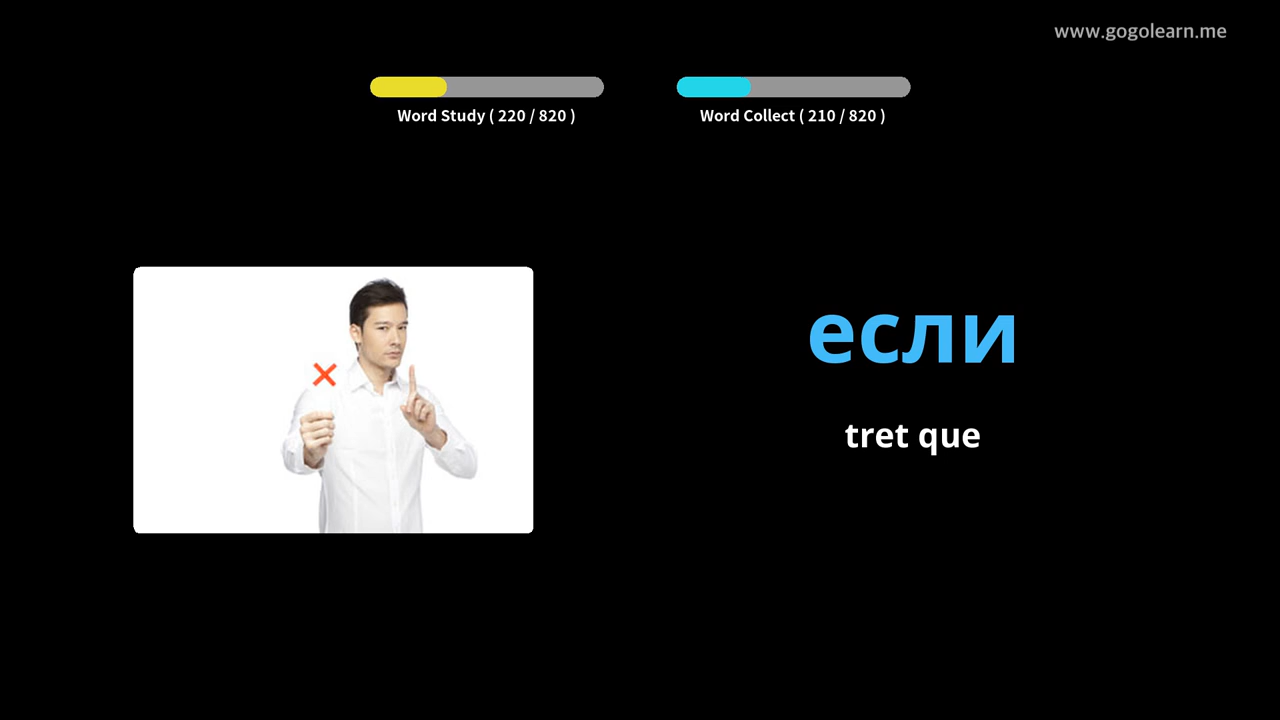 www.gogolearn.me
Word Study ( 220 / 820 )
Word Collect ( 210 / 820 )
если
tret que